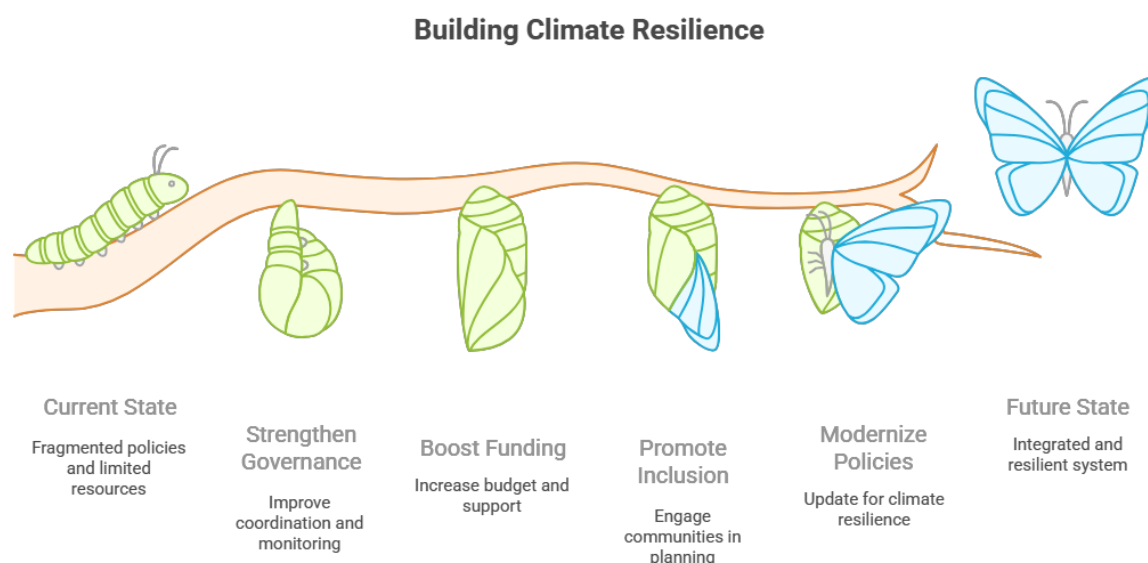 Building Climate Resilience
Current State
Fragmented policies
and limited
resources
Strengthen
Governance
Improve
coordination and
monitoring
Boost Funding
Increase budget and
support
Promote
Inclusion
Engage
communities in
planning
Modernize
Policies
Update for climate
resilience
Future State
Integrated and
resilient system